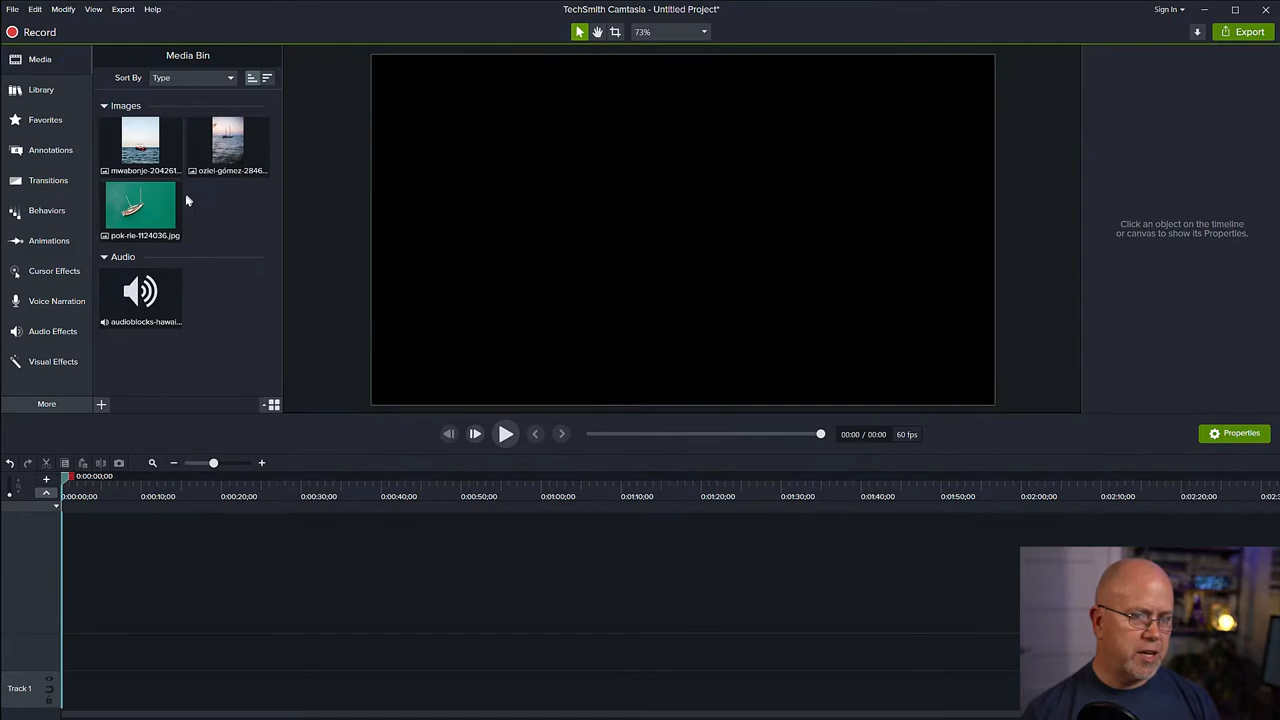 File Edit Modify View Export Help
TechSmith Camtasia - Untitled Project*
Sign In
Record
73%
Export
Media
Library
Favorites
Annotations
Transitions
Behaviors
Animations
Cursor Effects
Voice Narration
Audio Effects
Visual Effects
More
Media Bin
Sort By Type
Images
mwabonje-204261...
oziel-gómez-2846...
pok-rie-1124036.jpg
Audio
audioblocks-hawai...
Click an object on the timeline
or canvas to show its Properties.
00:00 / 00:00 60 fps
Properties
0:00:00;00
0:00:00;00 0:00:10;00 0:00:20;00 0:00:30;00 0:00:40;00 0:00:50;00 0:01:00;00 0:01:10;00 0:01:20;00 0:01:30;00 0:01:40;00 0:01:50;00 0:02:00;00 0:02:10;00 0:02:20;00
Track 1